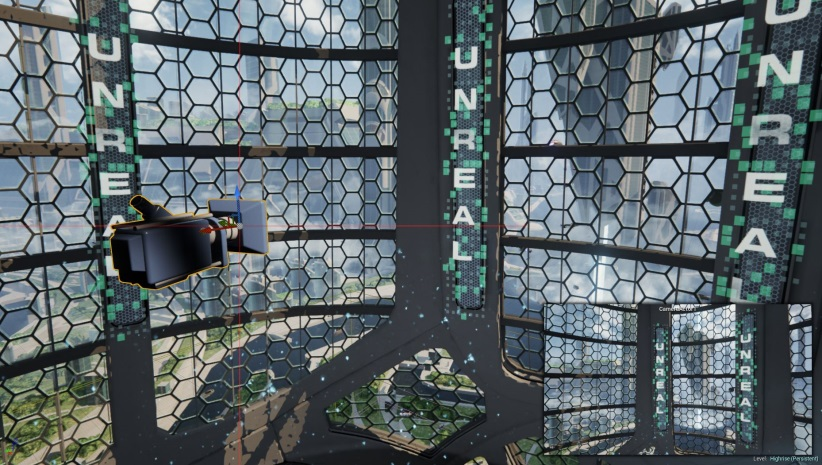 UNREAL
UNREAL
UNREAL
CameraActor
UNREAL
UNREAL
Level: Highrise (Persistent)